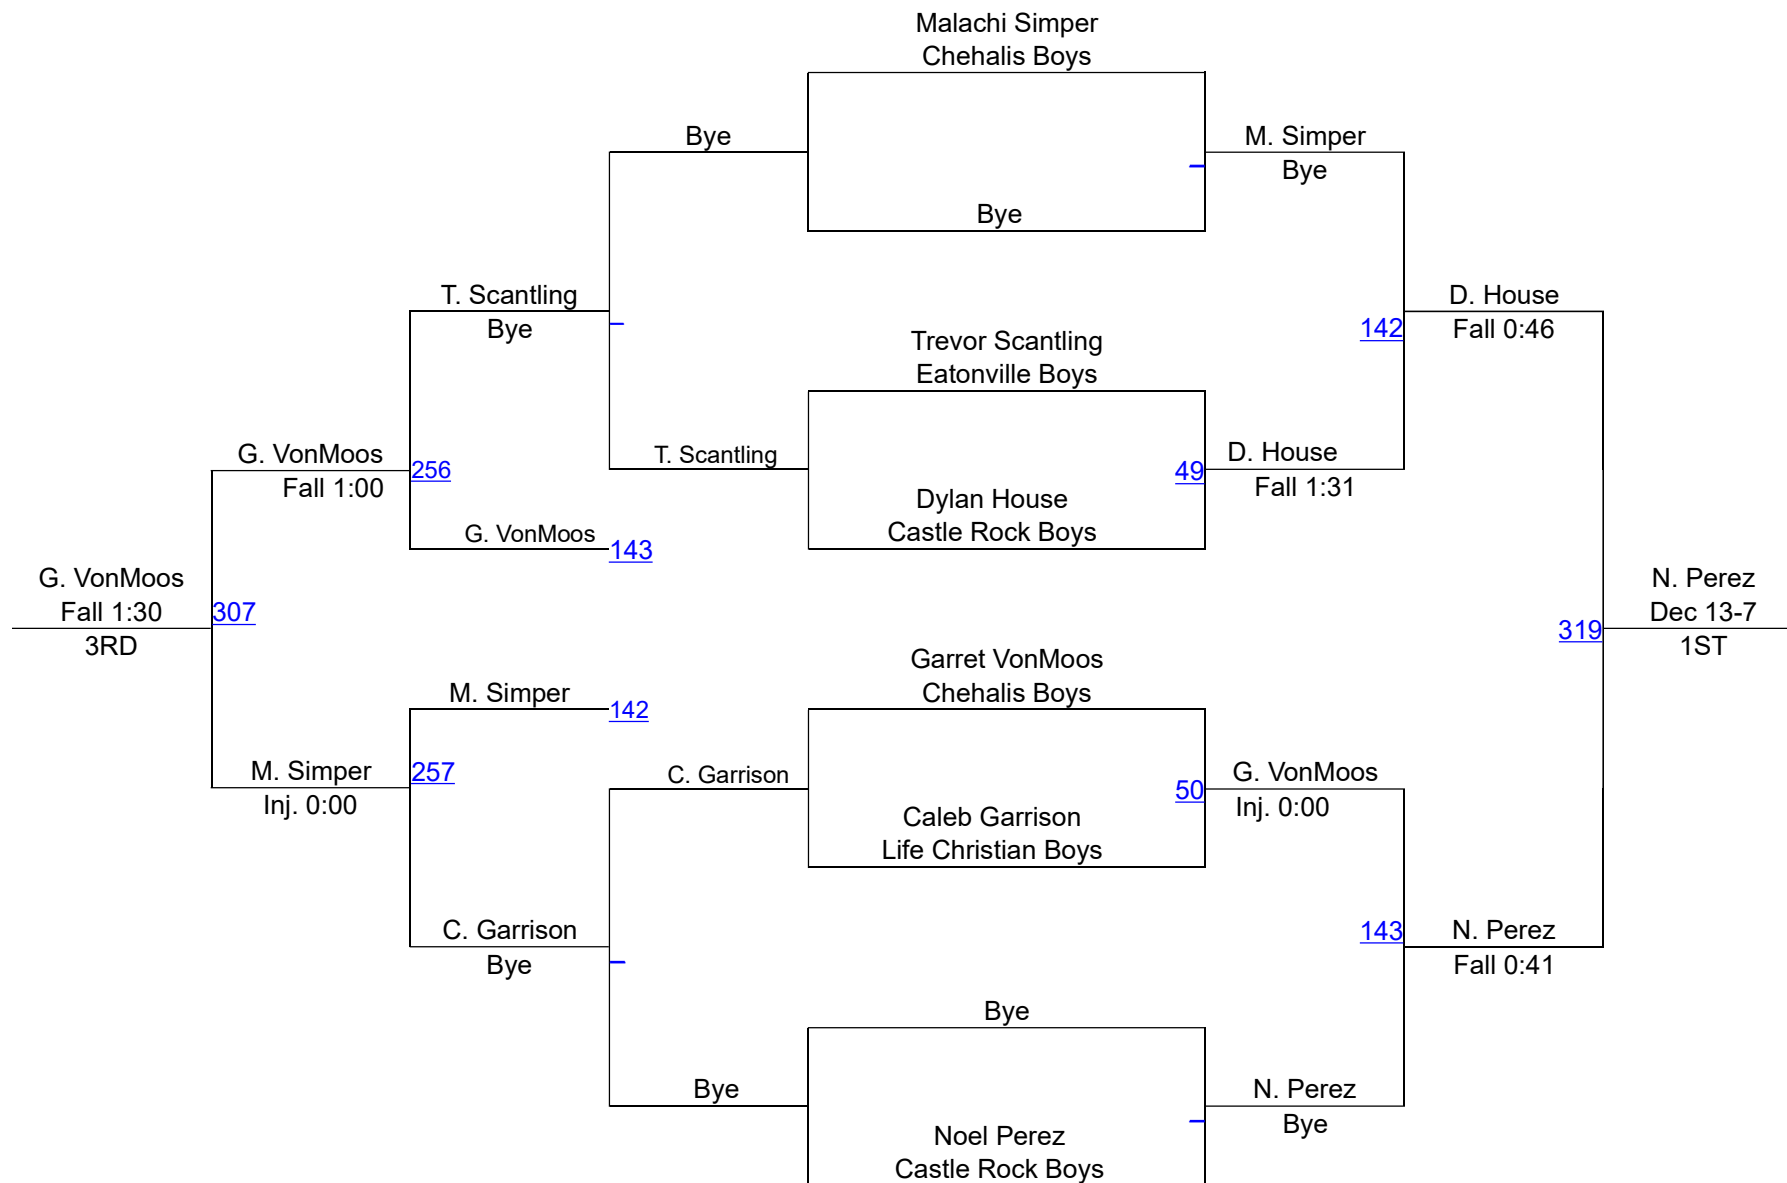 Malachi Simper
Chehalis Boys
Bye
M. Simper
Bye
Bye
T. Scantling
Bye
D. House
Fall 0:46
142
Trevor Scantling
Eatonville Boys
G. VonMoos
Fall 1:00
256
T. Scantling
49
D. House
Fall 1:31
Dylan House
Castle Rock Boys
G. VonMoos
143
G. VonMoos
Fall 1:30
3RD
307
319
N. Perez
Dec 13-7
1ST
Garret VonMoos
Chehalis Boys
M. Simper
142
M. Simper
Inj. 0:00
257
C. Garrison
50
G. VonMoos
Inj. 0:00
Caleb Garrison
Life Christian Boys
C. Garrison
Bye
143
N. Perez
Fall 0:41
Bye
Bye
N. Perez
Bye
Noel Perez
Castle Rock Boys